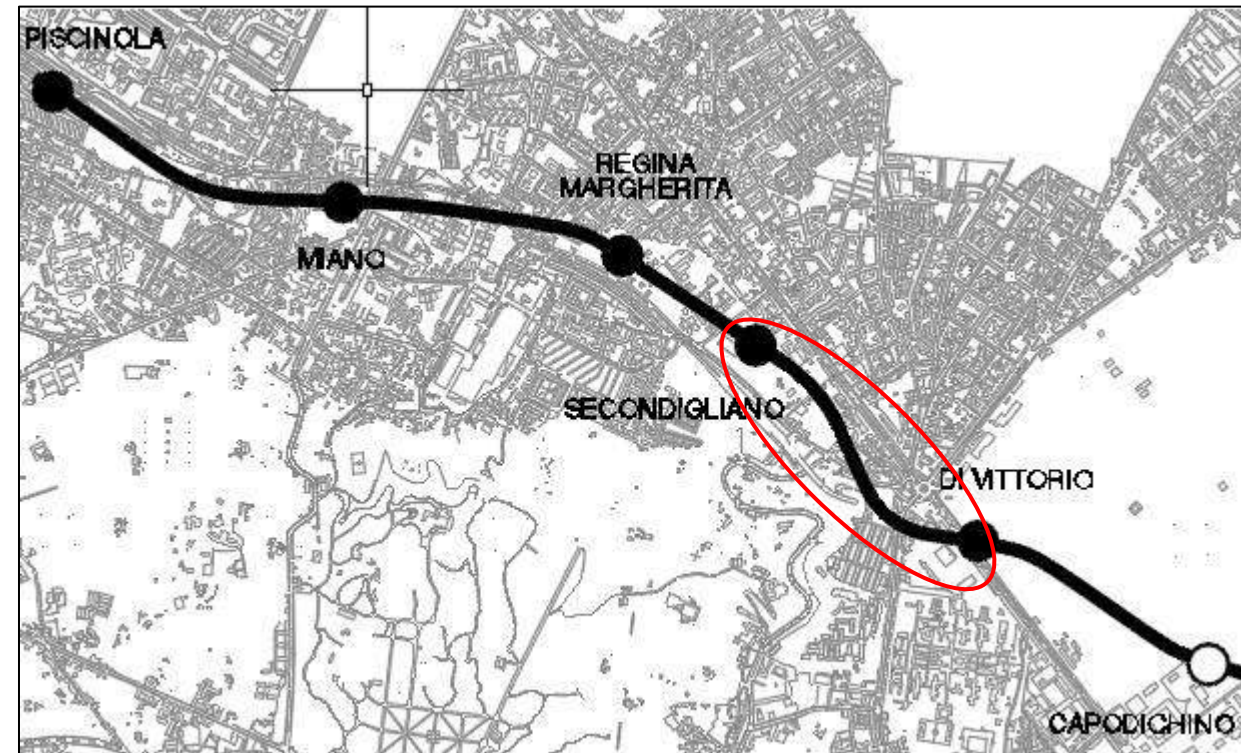 PISCINOLA
REGINA
MARGHERITA
MIANO
SECONDIGLIANO
DI VITTORIO
CAPODICHINO